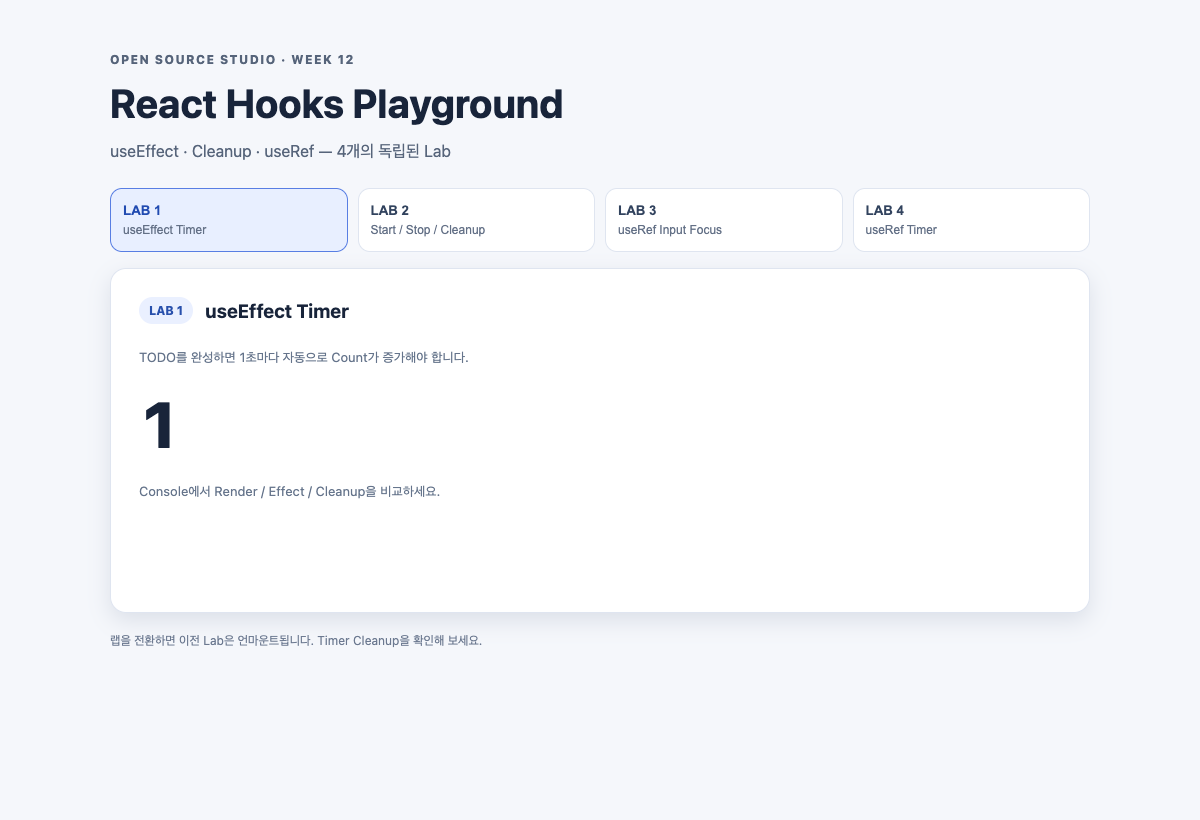 OPEN SOURCE STUDIO · WEEK 12
React Hooks Playground
useEffect · Cleanup · useRef — 4개의 독립된 Lab
LAB 1
useEffect Timer
LAB 2
Start / Stop / Cleanup
LAB 3
useRef Input Focus
LAB 4
useRef Timer
LAB 1 useEffect Timer
TODO를 완성하면 1초마다 자동으로 Count가 증가해야 합니다.
1
Console에서 Render / Effect / Cleanup을 비교하세요.
랩을 전환하면 이전 Lab은 언마운트됩니다. Timer Cleanup을 확인해 보세요.